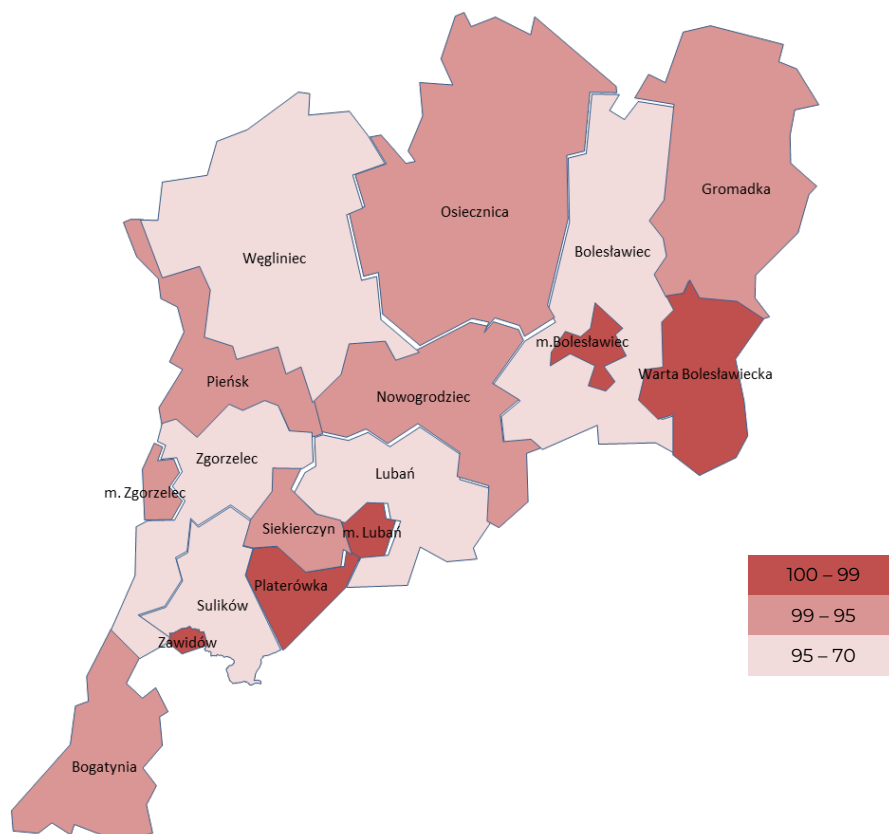 Gromadka
Osiecznica
Bolesławiec
Węgliniec
m.Bolesławiec
Warta Bolesławiecka
Pieńsk
Nowogrodziec
Zgorzelec
Lubań
m. Zgorzelec
Siekierczyn
m. Lubań
Platerówka
Sulików
Zawidów
Bogatynia
100 – 99
99 – 95
95 – 70